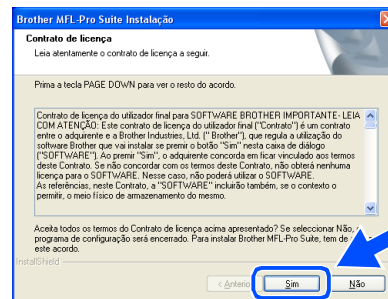 Brother MFL-Pro Suite Instalação
Contrato de licença
Leia atentamente o contrato de licença a seguir.
Prima a tecla PAGE DOWN para ver o resto do acordo.
Contrato de licença do utilizador final para SOFTWARE BROTHER IMPORTANTE- LEIA
COM ATENÇÃO: Este contrato de licença do utilizador final ("Contrato") é um contrato
entre o adquirente e a Brother Industries, Ltd. (" Brother"), que regula a utilização do
software Brother que vai instalar se premir o botão "Sim" nesta caixa de diálogo
("SOFTWARE"). Ao premir "Sim", o adquirente concorda em ficar vinculado aos termos
deste Contrato. Se não concordar com os termos deste Contrato, não obterá nenhuma
licença para o SOFTWARE. Nesse caso, não poderá utilizar o SOFTWARE.
As referências, neste Contrato, a "SOFTWARE" incluirão também, se o contexto o
permitir, o meio físico de armazenamento do mesmo.
Aceita todos os termos do Contrato de licença acima apresentado? Se seleccionar Não,
programa de configuração será encerrado. Para instalar Brother MFL-Pro Suite, tem de
este acordo.
InstallShield
< Anterio
Sim
Não